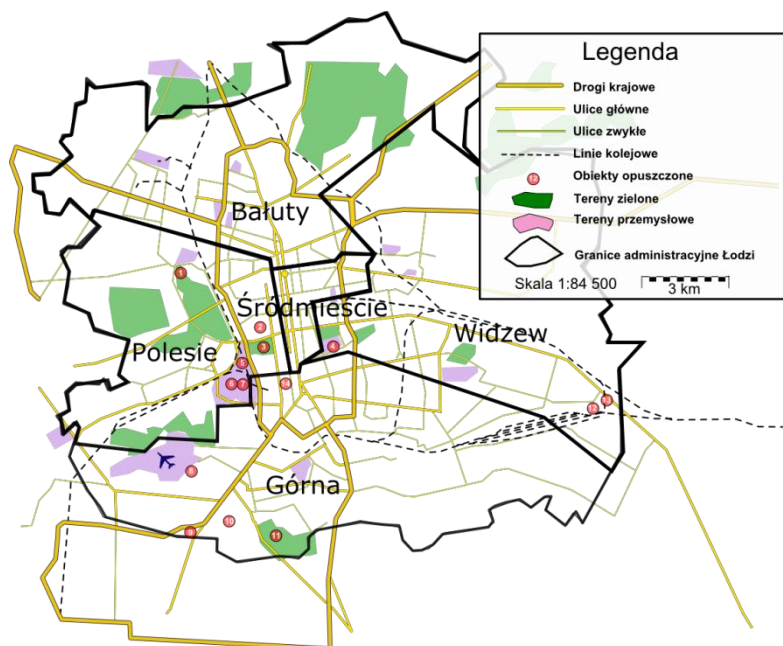 Legenda
Drogi krajowe
Ulice główne
Ulice zwykłe
Linie kolejowe
12
Obiekty opuszczone
Tereny zielone
Tereny przemysłowe
Granice administracyjne Łodzi
Skala 1:84 500
3 km
Bałuty
1
Śródmieście
2
Widzew
3
4
Polesie
5
6
7
14
8
Górna
10
9
11